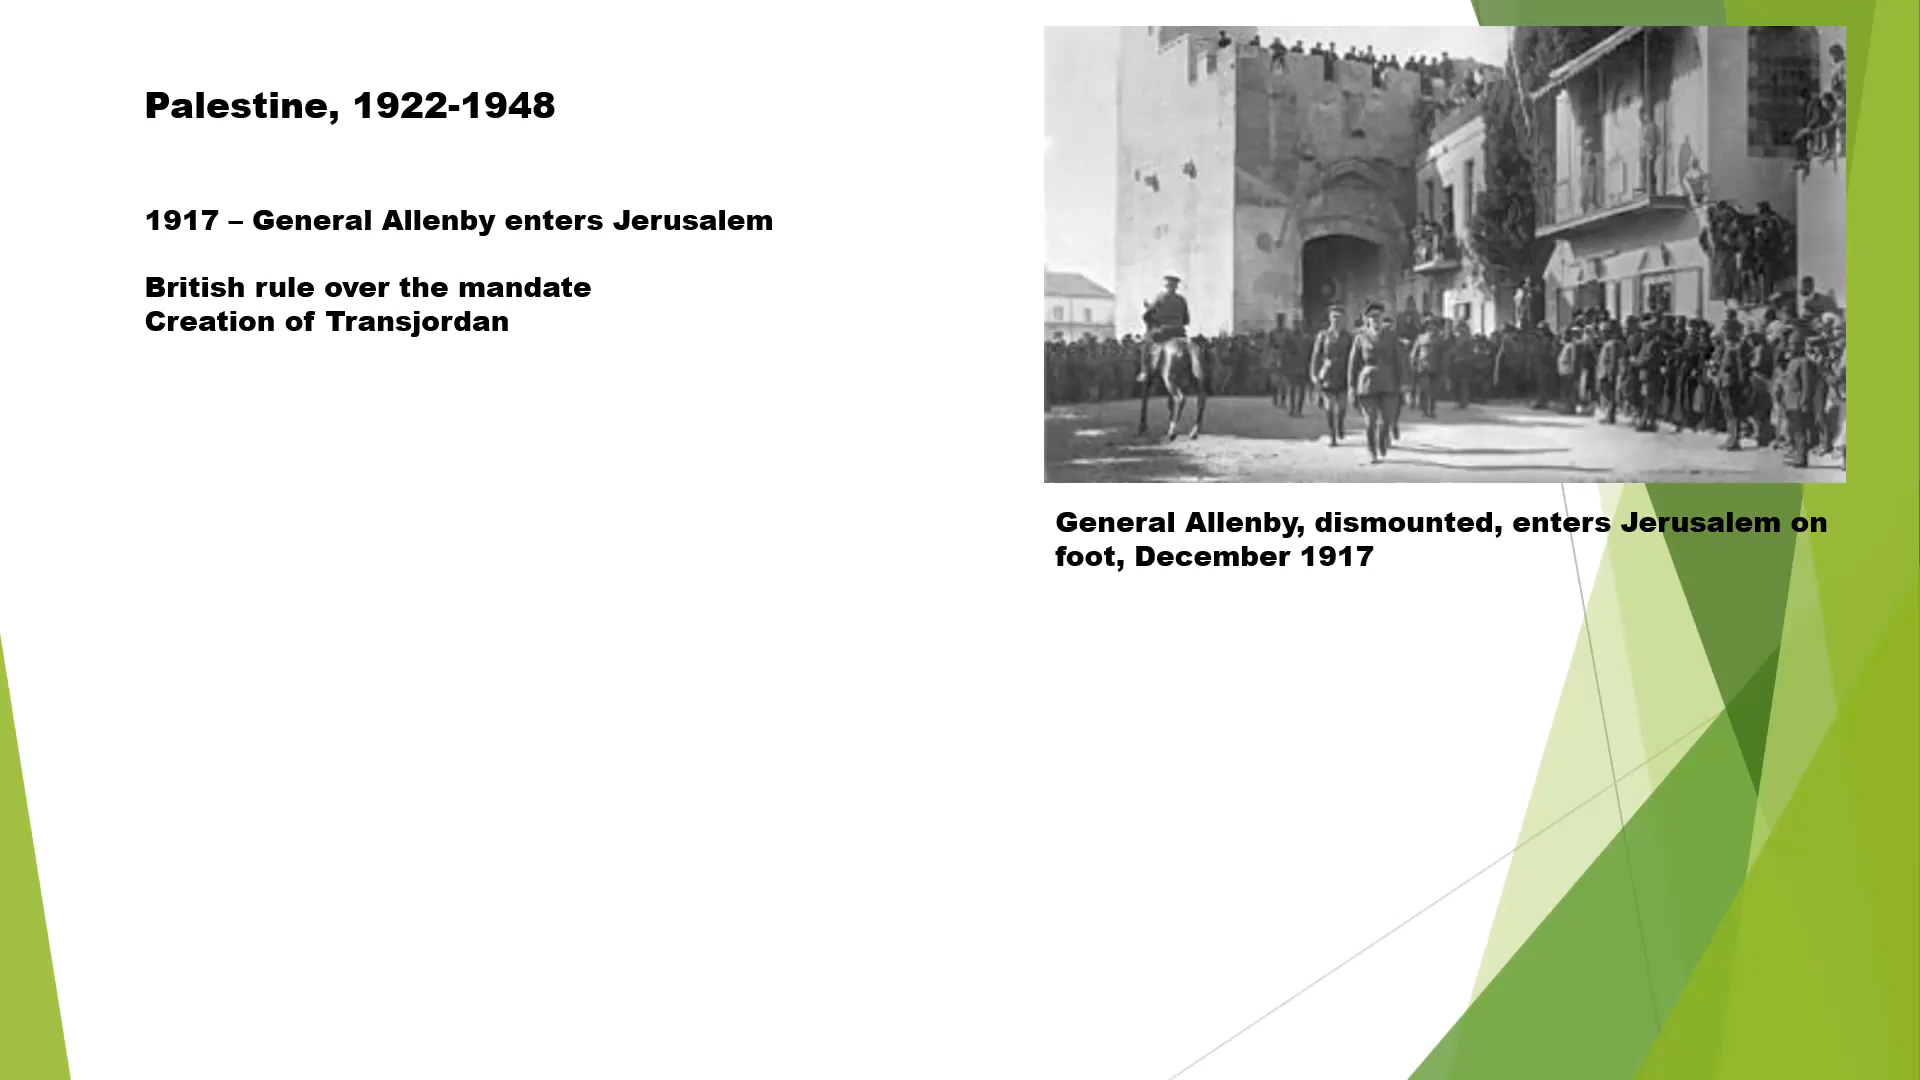 Palestine, 1922-1948
1917 – General Allenby enters Jerusalem
British rule over the mandate
Creation of Transjordan
General Allenby, dismounted, enters Jerusalem on
foot, December 1917